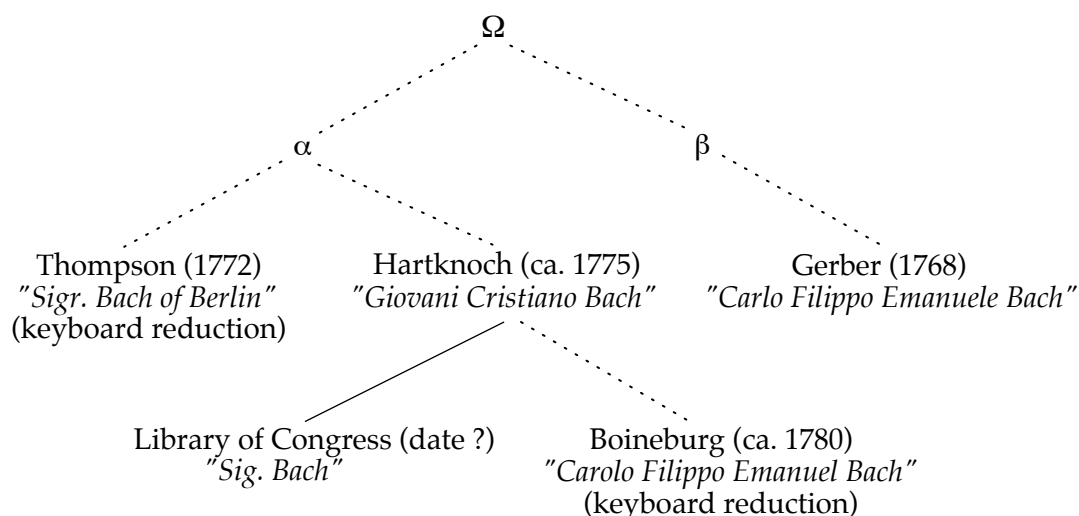 Ω
α
β
Thompson (1772)
"Sigr. Bach of Berlin"
(keyboard reduction)
Hartknoch (ca. 1775)
"Giovani Cristiano Bach"
Gerber (1768)
"Carlo Filippo Emanuele Bach"
Library of Congress (date ?)
"Sig. Bach"
Boineburg (ca. 1780)
"Carolo Filippo Emanuel Bach"
(keyboard reduction)